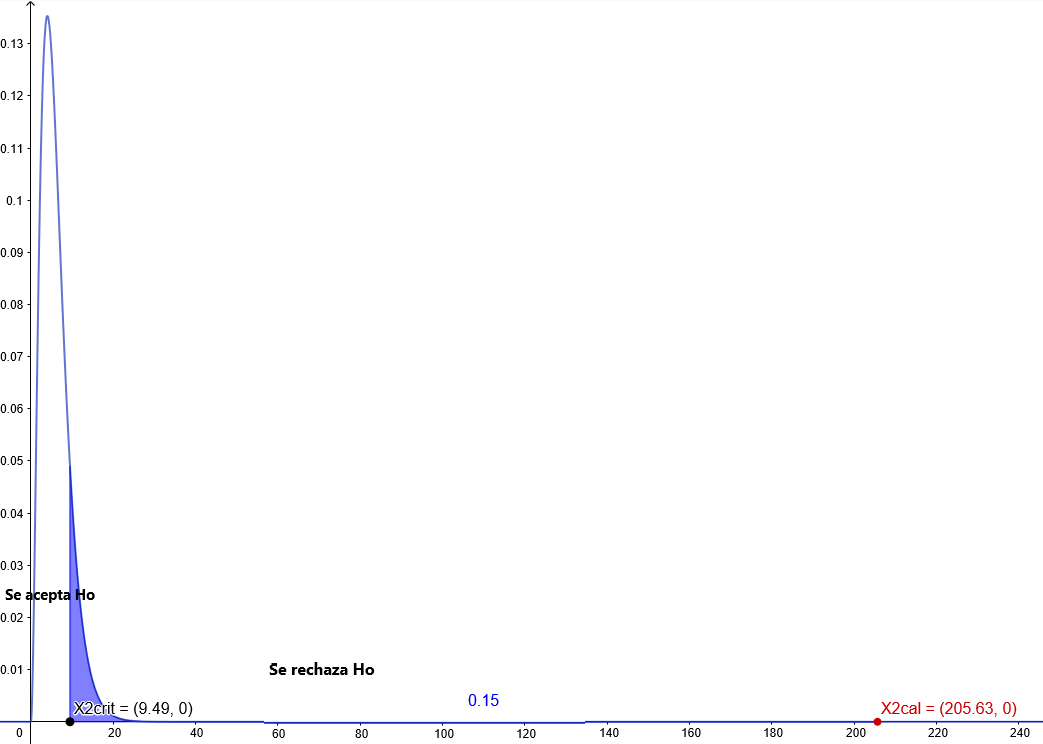 0.13
0.12
0.11
0.1
0.09
0.08
0.07
0.06
0.05
0.04
0.03
Se acepta Ho
0.02
0.01
Se rechaza Ho
0.15
X2crit = (9.49, 0)
X2cal = (205.63, 0)
0 20 40 60 80 100 120 140 160 180 200 220 240